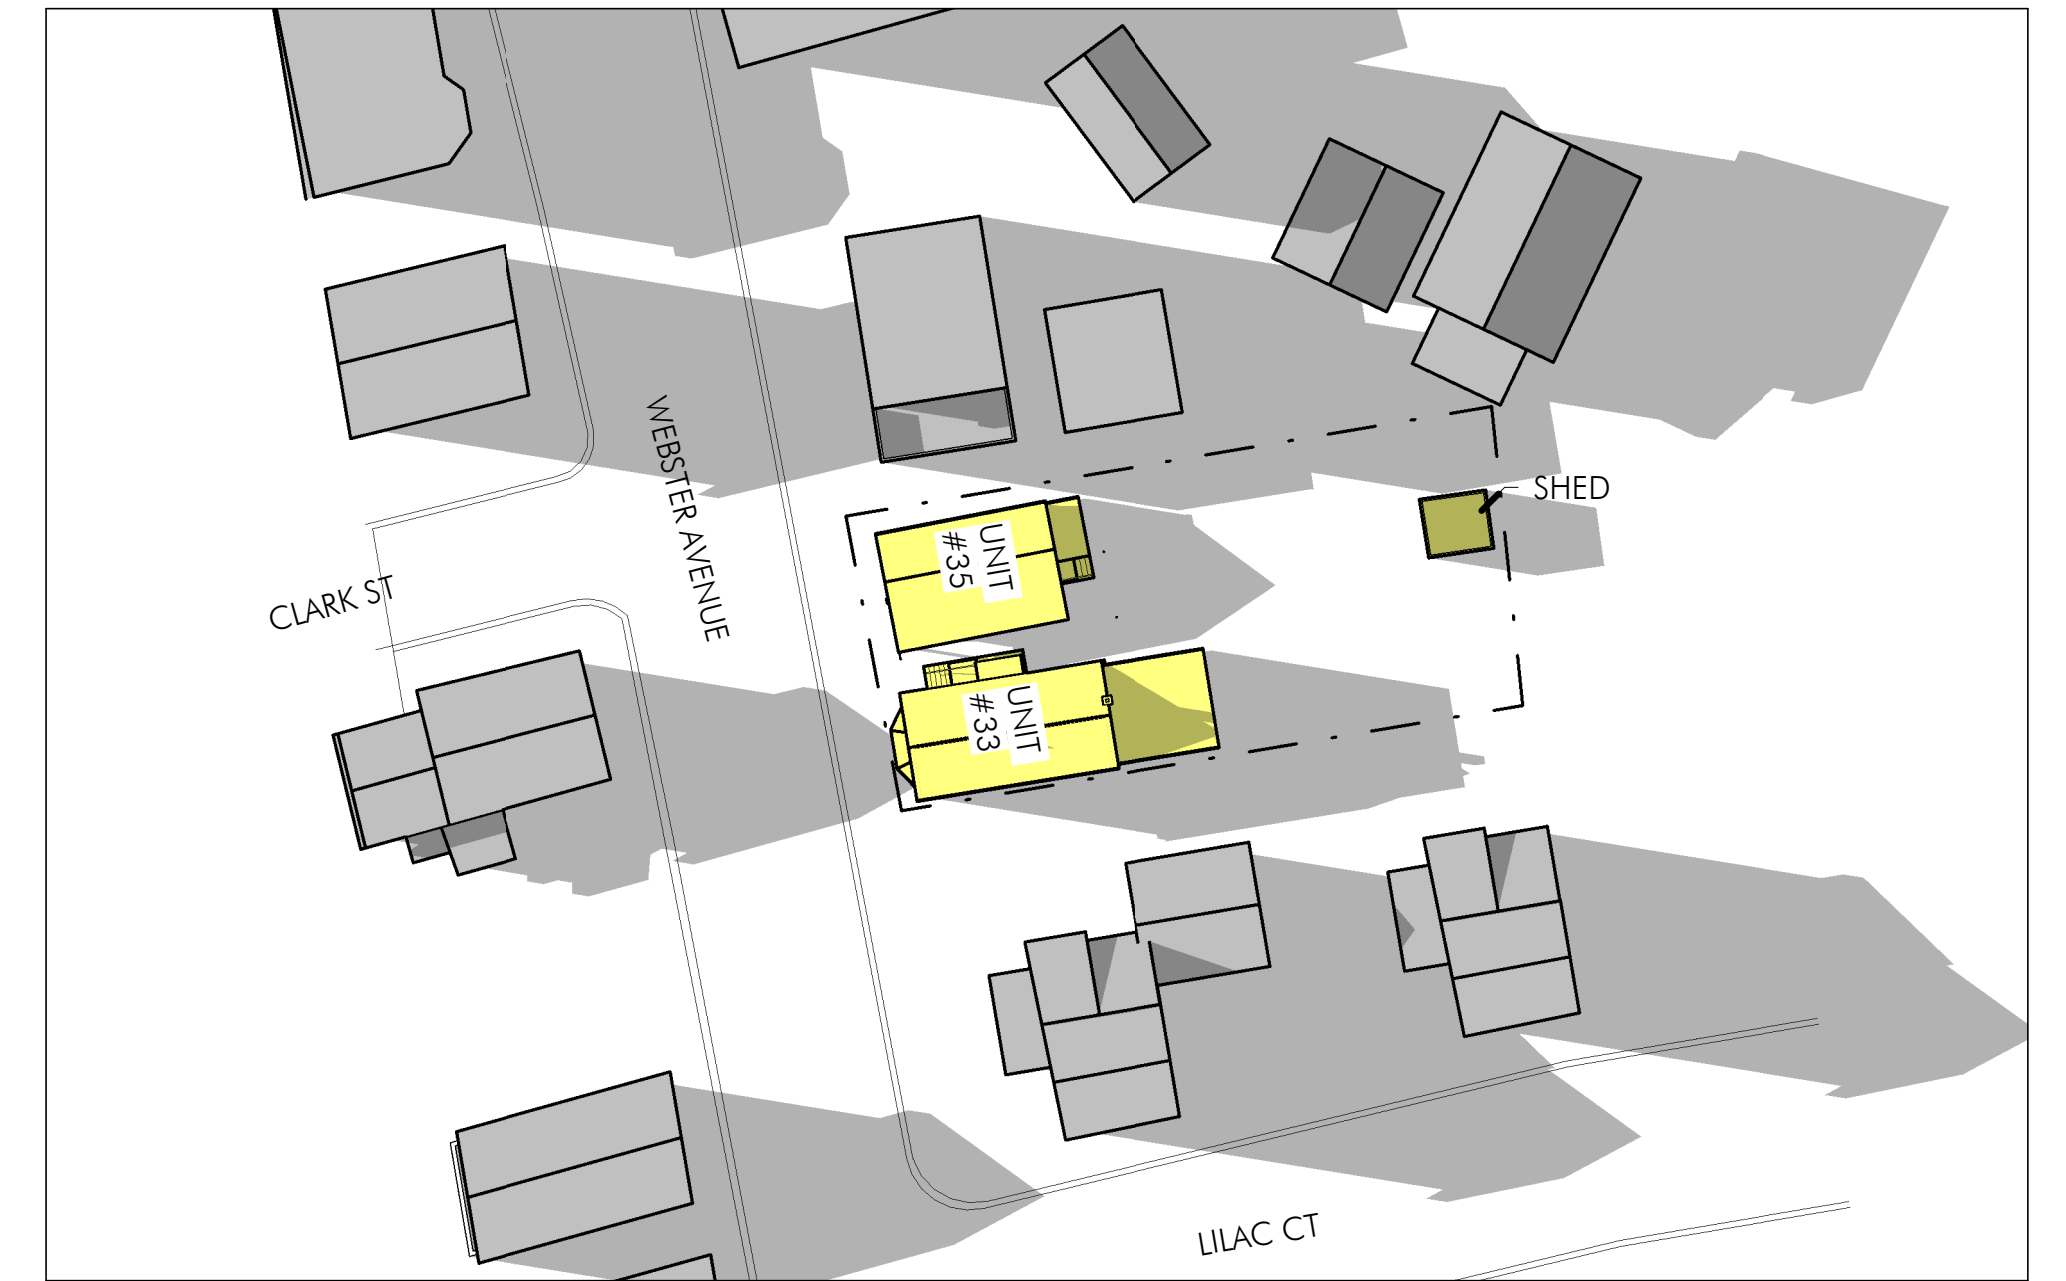 WEBSTER AVENUE
SHED
UNIT
#35
CLARK ST
UNIT
#33
LILAC CT